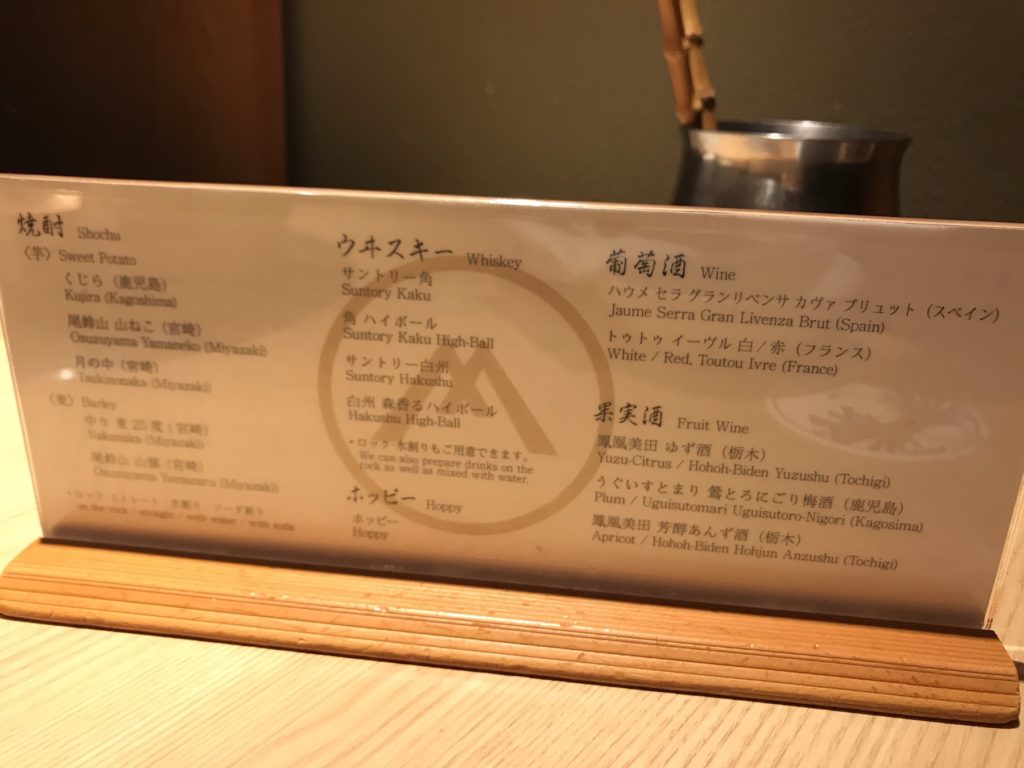 焼酎 Shochu
〈芋〉Sweet Potato
くじら（鹿児島）
Kujira (Kagoshima)
尾鈴山 山ねこ（宮崎）
Osuzuyama Yamaneko (Miyazaki)
月の中（宮崎）
Tsukinonaka (Miyazaki)
〈麦〉Barley
中々 麦25度（宮崎）
Nakanaka (Miyazaki)
尾鈴山 山猿（宮崎）
Osuzuyama Yamazaru (Miyazaki)
・ロック・ストレート・水割り・ソーダ割り
on the rock / straight / with water / with soda
ウヰスキー Whiskey
サントリー角
Suntory Kaku
角 ハイボール
Suntory Kaku High-Ball
サントリー白州
Suntory Hakushu
白州 森香るハイボール
Hakushu High-Ball
・ロック・水割りもご用意できます。
We can also prepare drinks on the
rock as well as mixed with water.
ホッピー Hoppy
ホッピー
Hoppy
葡萄酒 Wine
ハウメ セラ グランリベンサ カヴァ ブリュット（スペイン）
Jaume Serra Gran Livenza Brut (Spain)
トゥトゥ イーヴル 白/赤（フランス）
White / Red, Toutou Ivre (France)
果実酒 Fruit Wine
鳳凰美田 ゆず酒（栃木）
Yuzu-Citrus / Hohoh-Biden Yuzushu (Tochigi)
うぐいすとまり 鶯とろにごり梅酒（鹿児島）
Plum / Uguisutomari Uguisutoro-Nigori (Kagosima)
鳳凰美田 芳醇あんず酒（栃木）
Apricot / Hohoh-Biden Hohjun Anzushu (Tochigi)